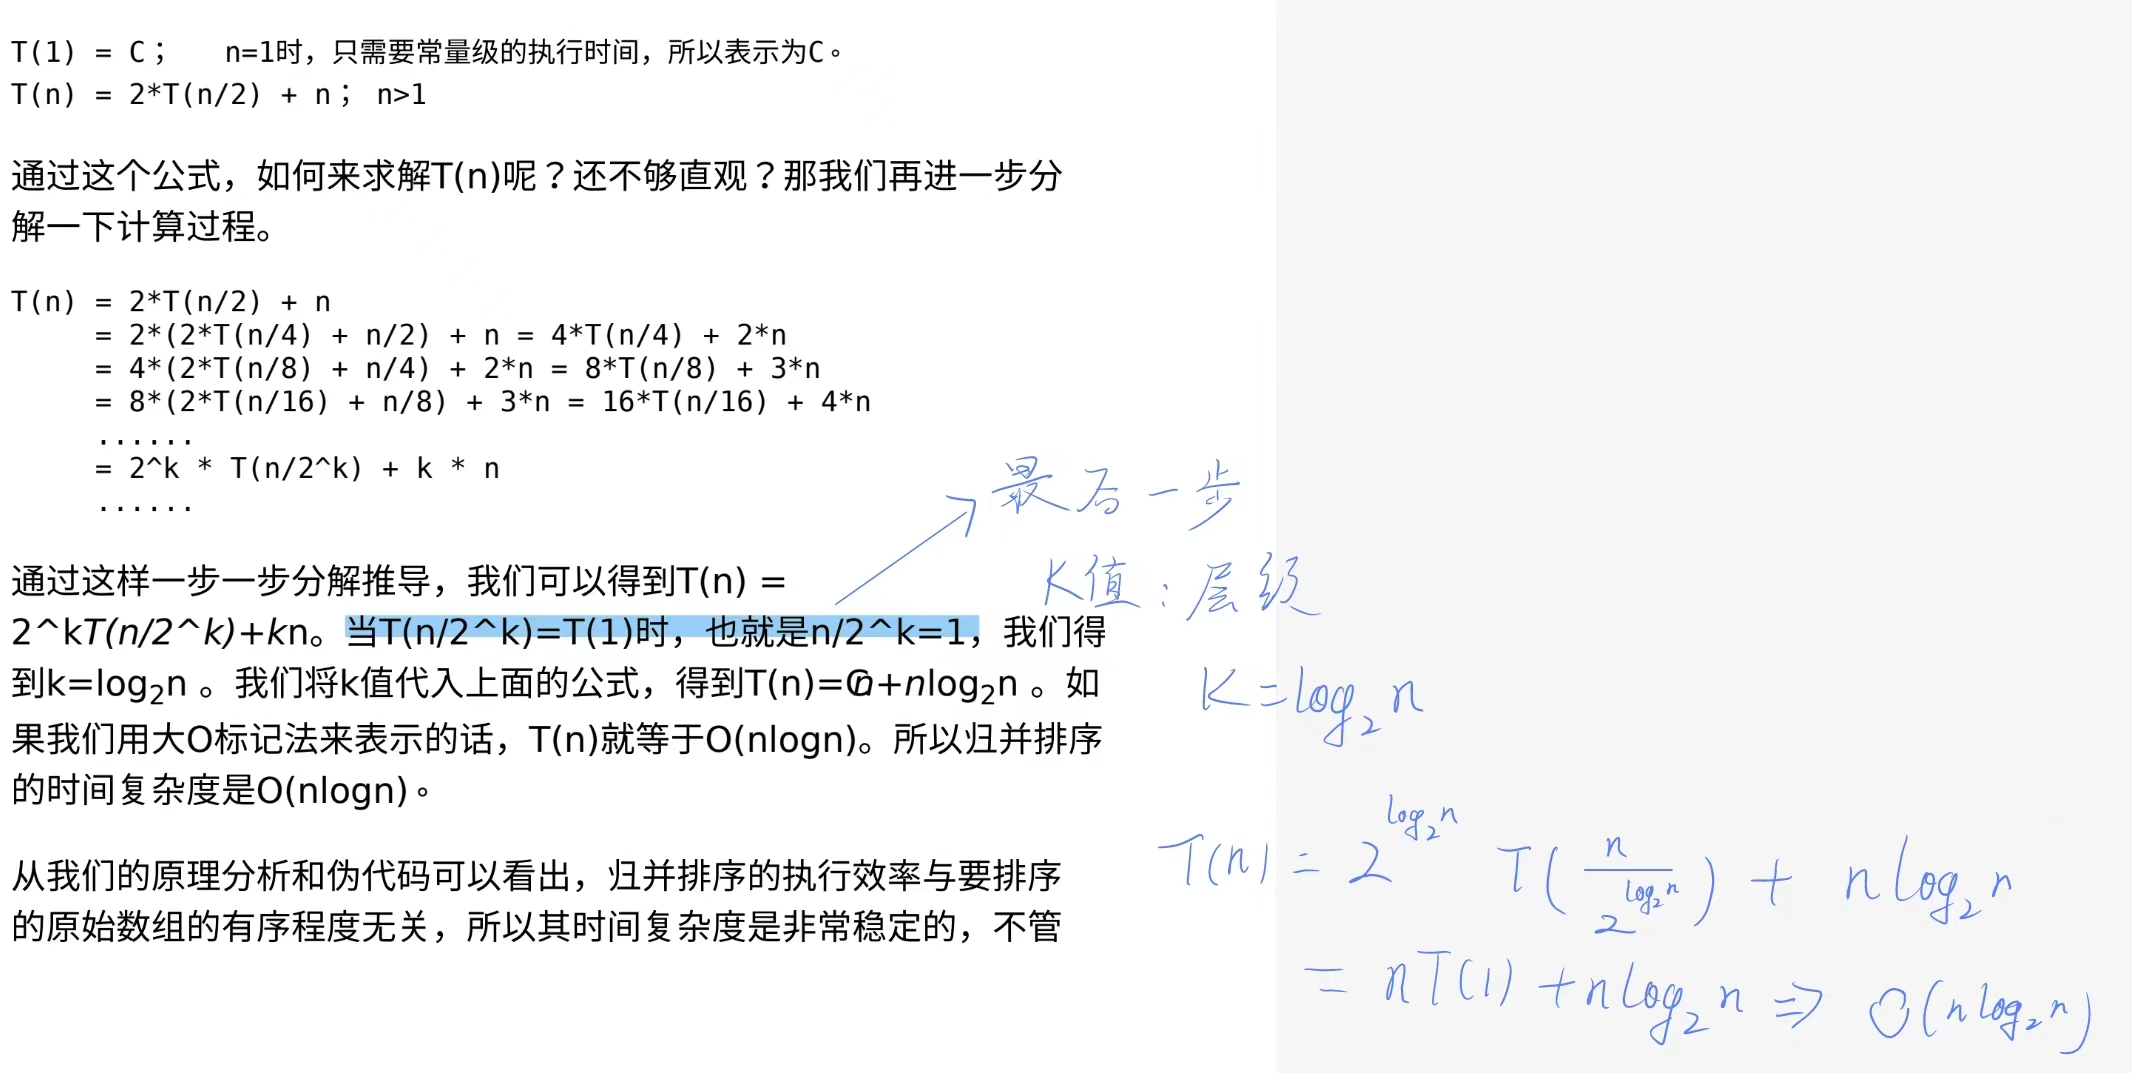 T(1) = C； n=1时，只需要常量级的执行时间，所以表示为C。
T(n) = 2*T(n/2) + n； n>1
通过这个公式，如何来求解T(n)呢？还不够直观？那我们再进一步分
解一下计算过程。
T(n) = 2*T(n/2) + n
= 2*(2*T(n/4) + n/2) + n = 4*T(n/4) + 2*n
= 4*(2*T(n/8) + n/4) + 2*n = 8*T(n/8) + 3*n
= 8*(2*T(n/16) + n/8) + 3*n = 16*T(n/16) + 4*n
......
= 2^k * T(n/2^k) + k * n
......
通过这样一步一步分解推导，我们可以得到T(n) =
2^kT(n/2^k)+kn。当T(n/2^k)=T(1)时，也就是n/2^k=1，我们得
到k=log₂n 。我们将k值代入上面的公式，得到T(n)=Cn+nlog₂n 。如
果我们用大O标记法来表示的话，T(n)就等于O(nlogn)。所以归并排序
的时间复杂度是O(nlogn)。
从我们的原理分析和伪代码可以看出，归并排序的执行效率与要排序
的原始数组的有序程度无关，所以其时间复杂度是非常稳定的，不管
最后一步
K值：层级
K=log₂n
T(n) = 2^(log₂n) T(n/2^(log₂n)) + nlog₂n
= nT(1) + nlog₂n ⇒ O(nlog₂n)